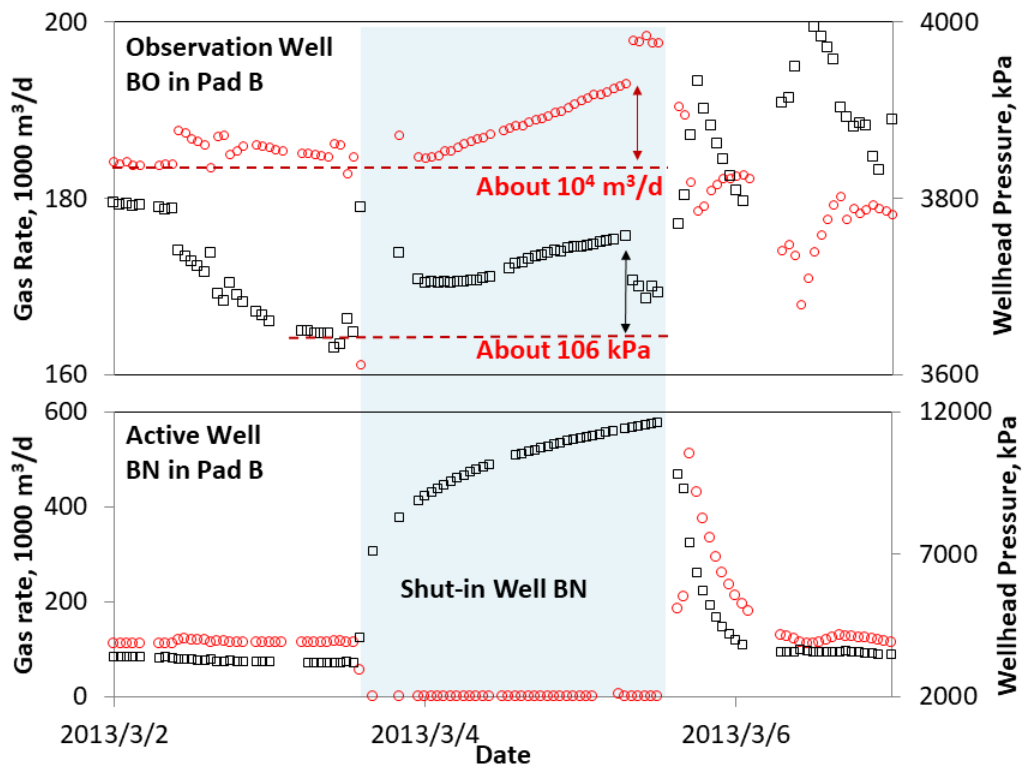 200
180
160
Gas Rate, 1000 m³/d
Observation Well
BO in Pad B
About 10⁴ m³/d
About 106 kPa
4000
3800
3600
Wellhead Pressure, kPa
600
400
200
0
Gas rate, 1000 m³/d
Active Well
BN in Pad B
Shut-in Well BN
12000
7000
2000
Wellhead Pressure, kPa
2013/3/2
2013/3/4
2013/3/6
Date